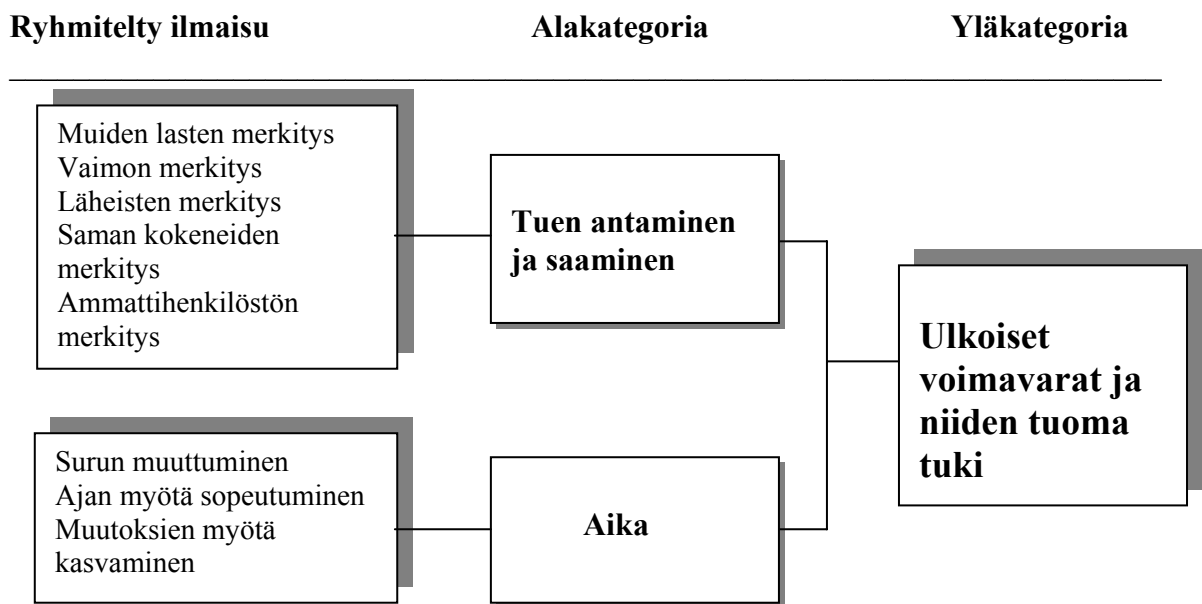 Ryhmitelty ilmaisu Alakategoria Yläkategoria
Muiden lasten merkitys
Vaimon merkitys
Läheisten merkitys
Saman kokeneiden
merkitys
Ammattihenkilöstön
merkitys
Tuen antaminen
ja saaminen
Surun muuttuminen
Ajan myötä sopeutuminen
Muutoksien myötä
kasvaminen
Aika
Ulkoiset
voimavarat ja
niiden tuoma
tuki